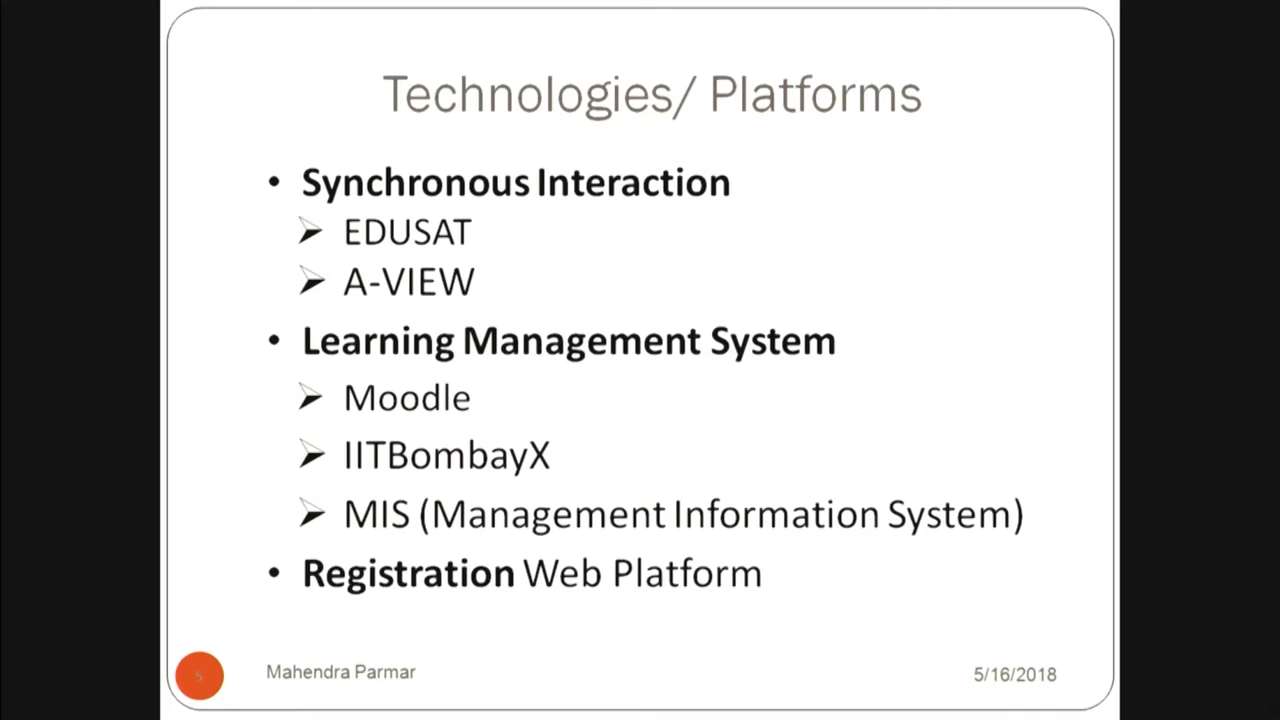 Technologies/ Platforms
• Synchronous Interaction
➢ EDUSAT
➢ A-VIEW
• Learning Management System
➢ Moodle
➢ IITBombayX
➢ MIS (Management Information System)
• Registration Web Platform
5
Mahendra Parmar
5/16/2018